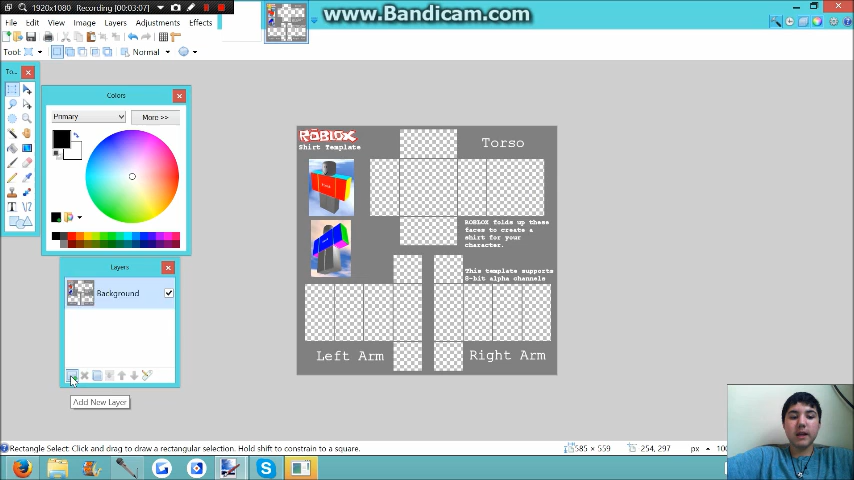 1920x1080 Recording [00:03:07]
www.Bandicam.com
File Edit View Image Layers Adjustments Effects
Tool: Normal
To...
Colors
Primary More >>
Layers
Background
Add New Layer
ROBLOX
Shirt Template
Torso
ROBLOX folds up these
faces to create a
shirt for your
character.
This template supports
8-bit alpha channels
Left Arm
Right Arm
Rectangle Select: Click and drag to draw a rectangular selection. Hold shift to constrain to a square.
585 × 559
254, 297
px